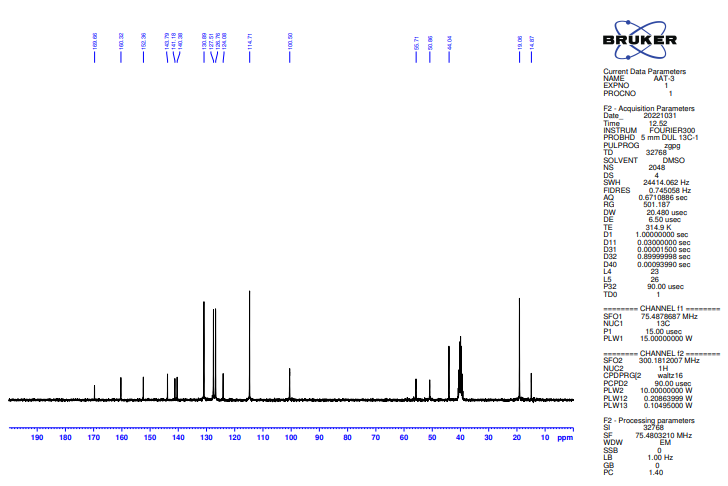 169.66
160.32
152.36
143.79
141.18
140.38
130.89
127.51
126.76
124.08
114.71
100.50
55.71
50.86
44.04
19.06
14.87
190 180 170 160 150 140 130 120 110 100 90 80 70 60 50 40 30 20 10 ppm
BRUKER
Current Data Parameters
NAME AAT-3
EXPNO 1
PROCNO 1
F2 - Acquisition Parameters
Date_ 20221031
Time 12.52
INSTRUM FOURIER300
PROBHD 5 mm DUL 13C-1
PULPROG zgpg
TD 32768
SOLVENT DMSO
NS 2048
DS 4
SWH 24414.062 Hz
FIDRES 0.745058 Hz
AQ 0.6710886 sec
RG 501.187
DW 20.480 usec
DE 6.50 usec
TE 314.9 K
D1 1.00000000 sec
D11 0.03000000 sec
D31 0.00001500 sec
D32 0.89999998 sec
D40 0.00093990 sec
L4 23
L5 26
P32 90.00 usec
TD0 1
======== CHANNEL f1 ========
SFO1 75.4878687 MHz
NUC1 13C
P1 15.00 usec
PLW1 15.00000000 W
======== CHANNEL f2 ========
SFO2 300.1812007 MHz
NUC2 1H
CPDPRG[2 waltz16
PCPD2 90.00 usec
PLW2 10.00000000 W
PLW12 0.20863999 W
PLW13 0.10495000 W
F2 - Processing parameters
SI 32768
SF 75.4803210 MHz
WDW EM
SSB 0
LB 1.00 Hz
GB 0
PC 1.40